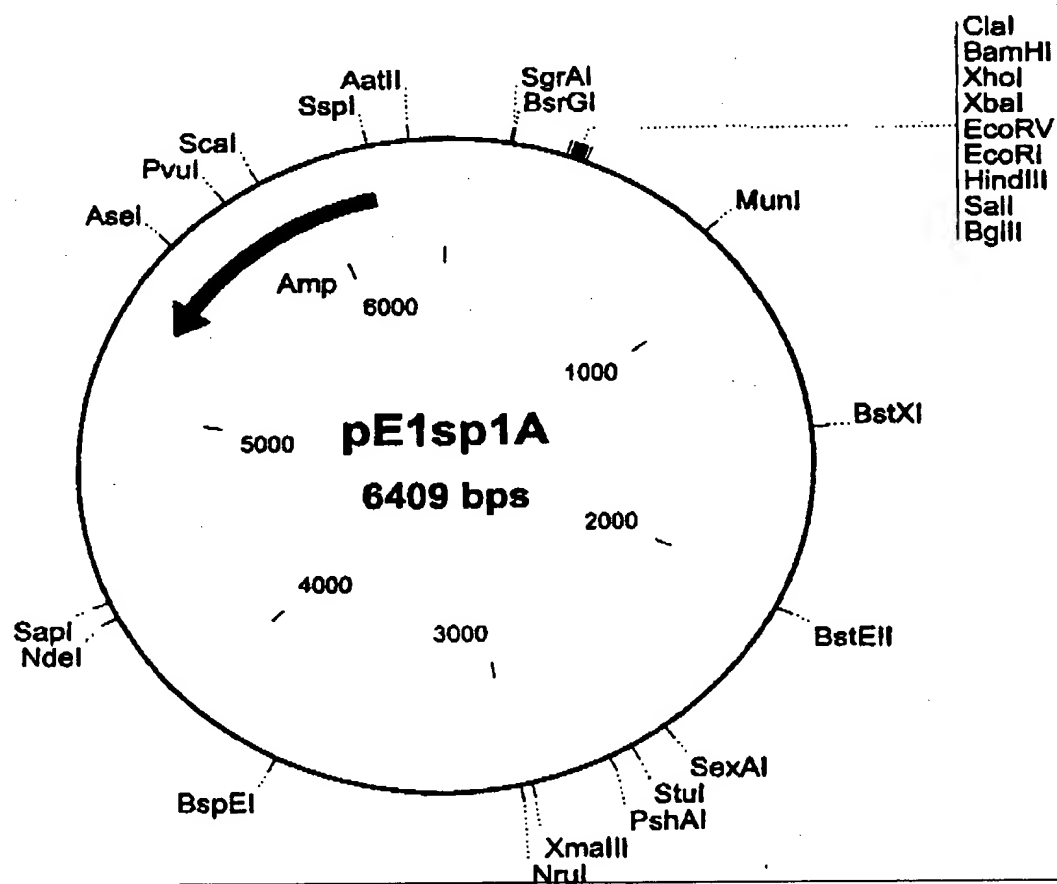 ClaI
BamHI
XhoI
XbaI
EcoRV
EcoRI
HindIII
SalI
BglII
AatII
SspI
SgrAI
BsrGI
ScaI
PvuI
AseI
MunI
Amp
6000
1000
BstXI
5000
pE1sp1A
6409 bps
2000
4000
3000
SapI
NdeI
BstEII
SexAI
StuI
PshAI
BspEI
XmaIII
NruI